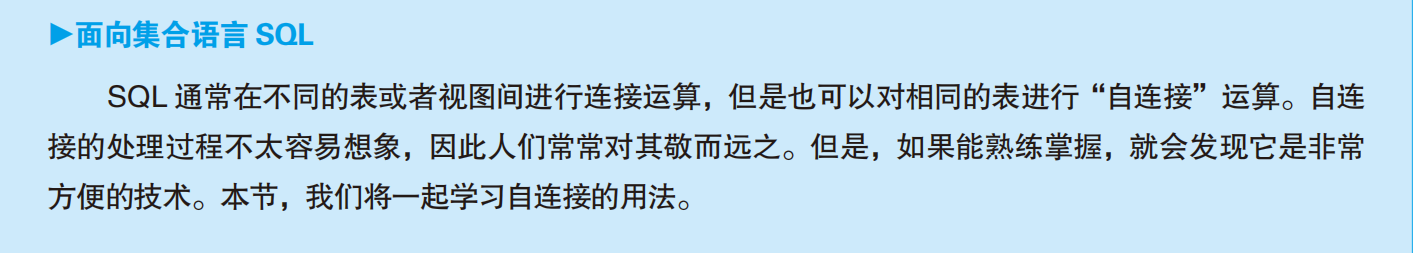 ▶面向集合语言 SQL
SQL 通常在不同的表或者视图间进行连接运算，但是也可以对相同的表进行“自连接”运算。自连
接的处理过程不太容易想象，因此人们常常对其敬而远之。但是，如果能熟练掌握，就会发现它是非常
方便的技术。本节，我们将一起学习自连接的用法。